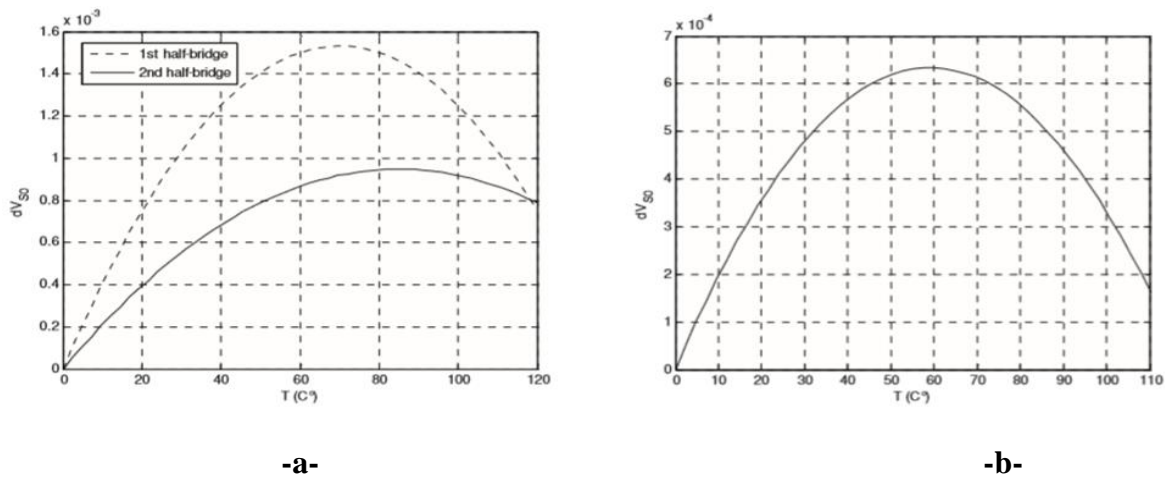 x 10⁻³
1.6
1.4
1.2
1
0.8
0.6
0.4
0.2
0
dV_S0
1st half-bridge
2nd half-bridge
0 20 40 60 80 100 120
T (C°)
x 10⁻⁴
7
6
5
4
3
2
1
0
dV_S0
0 10 20 30 40 50 60 70 80 90 100 110
T (C°)
-a-
-b-